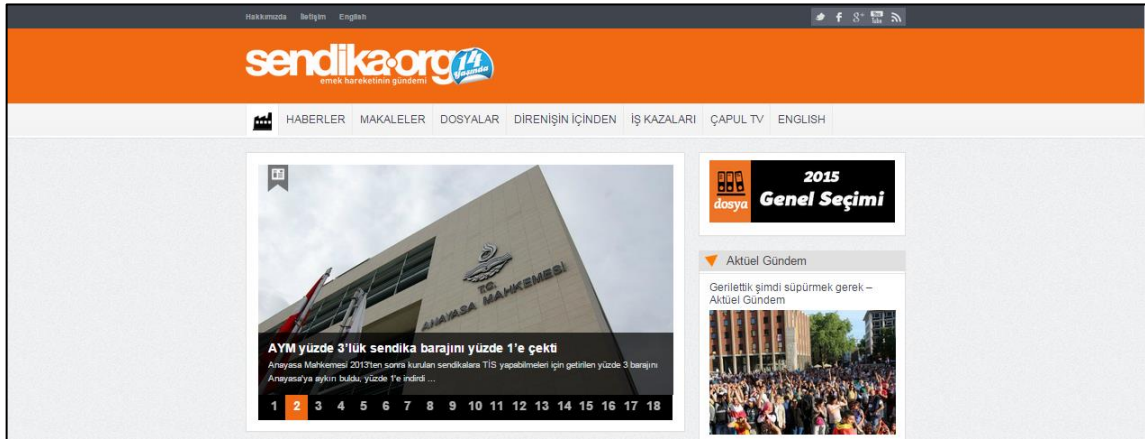 Hakkımızda İletişim English
You Tube
sendika.org 14 Yaşında
emek hareketinin gündemi
HABERLER MAKALELER DOSYALAR DİRENİŞİN İÇİNDEN İŞ KAZALARI ÇAPUL TV ENGLISH
T.C.
ANAYASA MAHKEMESİ
AYM yüzde 3’lük sendika barajını yüzde 1’e çekti
Anayasa Mahkemesi 2013'ten sonra kurulan sendikalara TİS yapabilmeleri için getirilen yüzde 3 barajını
Anayasa'ya aykırı buldu, yüzde 1'e indirdi ...
1 2 3 4 5 6 7 8 9 10 11 12 13 14 15 16 17 18
dosya
2015
Genel Seçimi
Aktüel Gündem
Gerilettik şimdi süpürmek gerek –
Aktüel Gündem